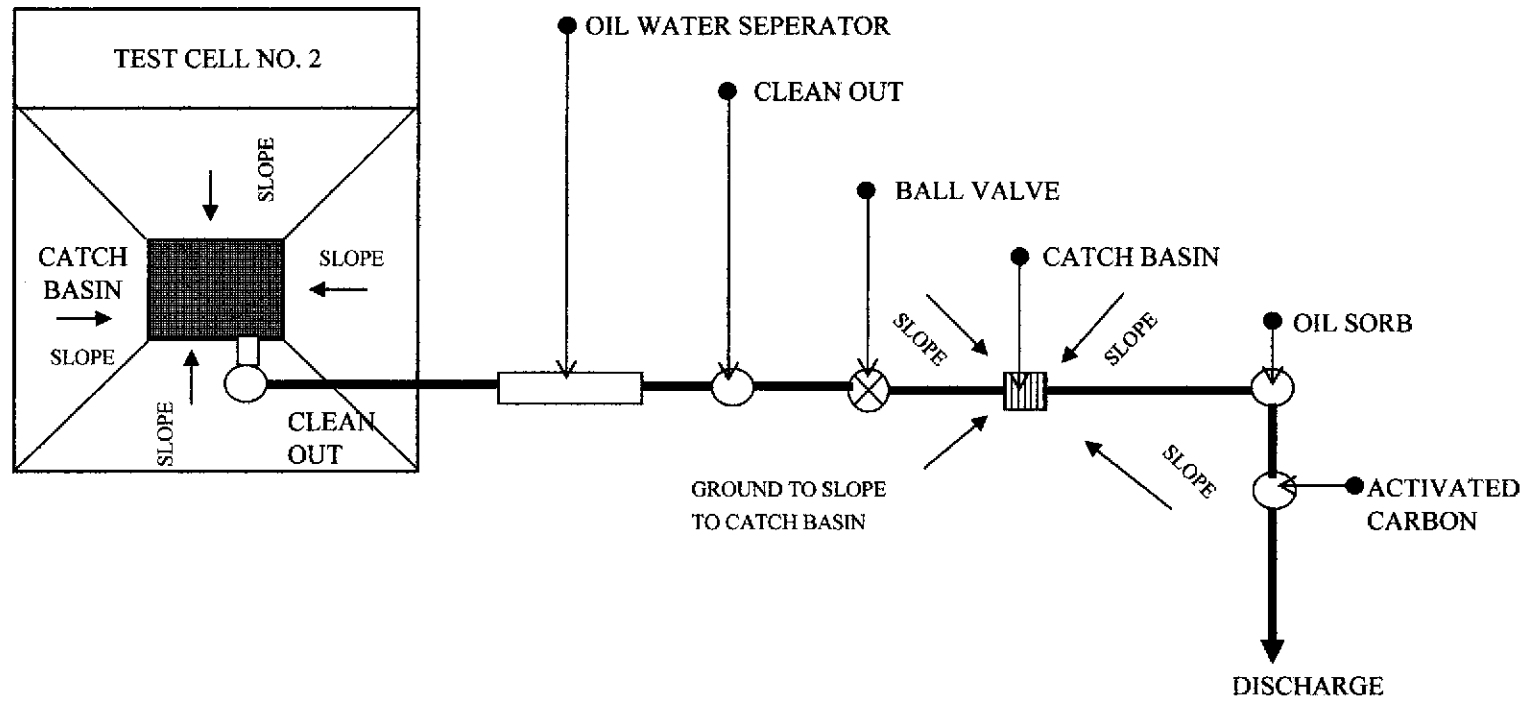 TEST CELL NO. 2
SLOPE
CATCH
BASIN
SLOPE
SLOPE
SLOPE
CLEAN
OUT
OIL WATER SEPERATOR
CLEAN OUT
BALL VALVE
CATCH BASIN
SLOPE
SLOPE
SLOPE
GROUND TO SLOPE
TO CATCH BASIN
OIL SORB
ACTIVATED
CARBON
DISCHARGE